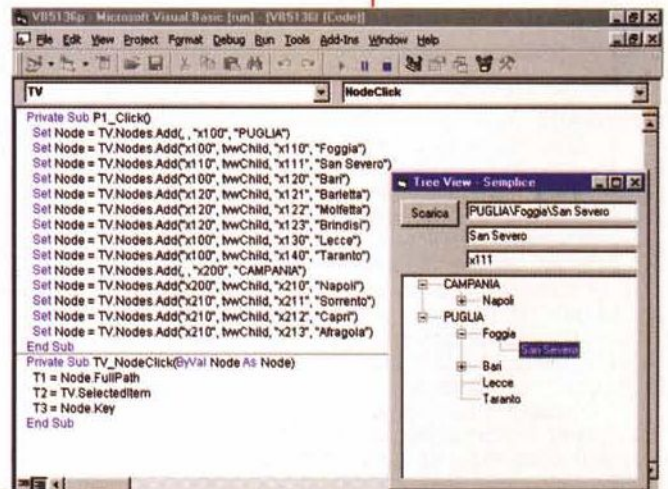 VB5136p - Microsoft Visual Basic [run] - [VB5136f (Code)]
File Edit View Project Format Debug Run Tools Add-Ins Window Help
TV NodeClick
Private Sub P1_Click()
Set Node = TV.Nodes.Add(, , "x100", "PUGLIA")
Set Node = TV.Nodes.Add("x100", tvwChild, "x110", "Foggia")
Set Node = TV.Nodes.Add("x110", tvwChild, "x111", "San Severo")
Set Node = TV.Nodes.Add("x100", tvwChild, "x120", "Bari")
Set Node = TV.Nodes.Add("x120", tvwChild, "x121", "Barletta")
Set Node = TV.Nodes.Add("x120", tvwChild, "x122", "Molfetta")
Set Node = TV.Nodes.Add("x120", tvwChild, "x123", "Brindisi")
Set Node = TV.Nodes.Add("x100", tvwChild, "x130", "Lecce")
Set Node = TV.Nodes.Add("x100", tvwChild, "x140", "Taranto")
Set Node = TV.Nodes.Add(, , "x200", "CAMPANIA")
Set Node = TV.Nodes.Add("x200", tvwChild, "x210", "Napoli")
Set Node = TV.Nodes.Add("x210", tvwChild, "x211", "Sorrento")
Set Node = TV.Nodes.Add("x210", tvwChild, "x212", "Capri")
Set Node = TV.Nodes.Add("x210", tvwChild, "x213", "Afragola")
End Sub
Private Sub TV_NodeClick(ByVal Node As Node)
T1 = Node.FullPath
T2 = TV.SelectedItem
T3 = Node.Key
End Sub
Tree View - Semplice
Scarica PUGLIA\Foggia\San Severo
San Severo
x111
CAMPANIA
Napoli
PUGLIA
Foggia
San Severo
Bari
Lecce
Taranto